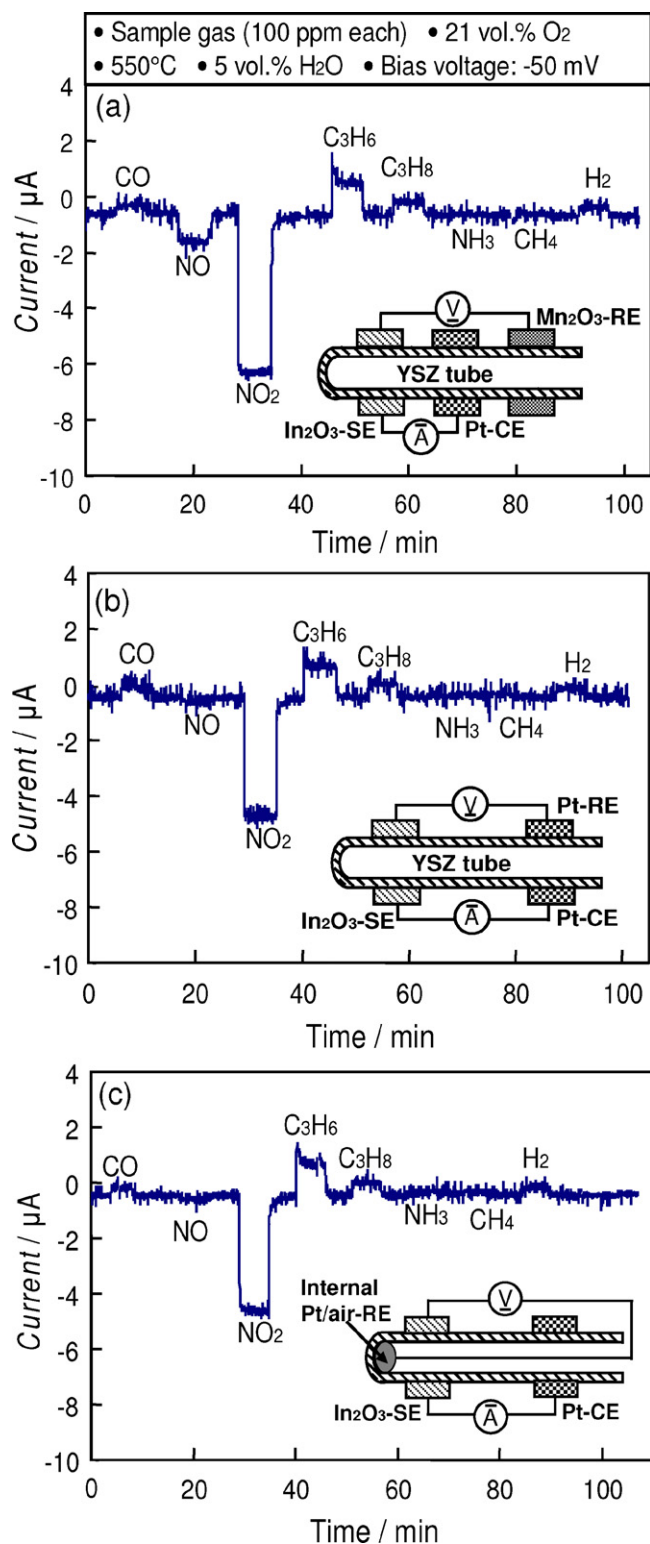 • Sample gas (100 ppm each) • 21 vol.% O₂
• 550°C • 5 vol.% H₂O • Bias voltage: -50 mV
(a)
4
2
0
-2
-4
-6
-8
-10
Current / μA
CO
NO
NO₂
C₃H₆
C₃H₈
NH₃
CH₄
H₂
V
Mn₂O₃-RE
YSZ tube
In₂O₃-SE
A
Pt-CE
0 20 40 60 80 100
Time / min
(b)
4
2
0
-2
-4
-6
-8
-10
Current / μA
CO
NO
NO₂
C₃H₆
C₃H₈
NH₃
CH₄
H₂
V
Pt-RE
YSZ tube
In₂O₃-SE
A
Pt-CE
0 20 40 60 80 100
Time / min
(c)
4
2
0
-2
-4
-6
-8
-10
Current / μA
CO
NO
NO₂
C₃H₆
C₃H₈
NH₃
CH₄
H₂
Internal
Pt/air-RE
V
In₂O₃-SE
A
Pt-CE
0 20 40 60 80 100
Time / min